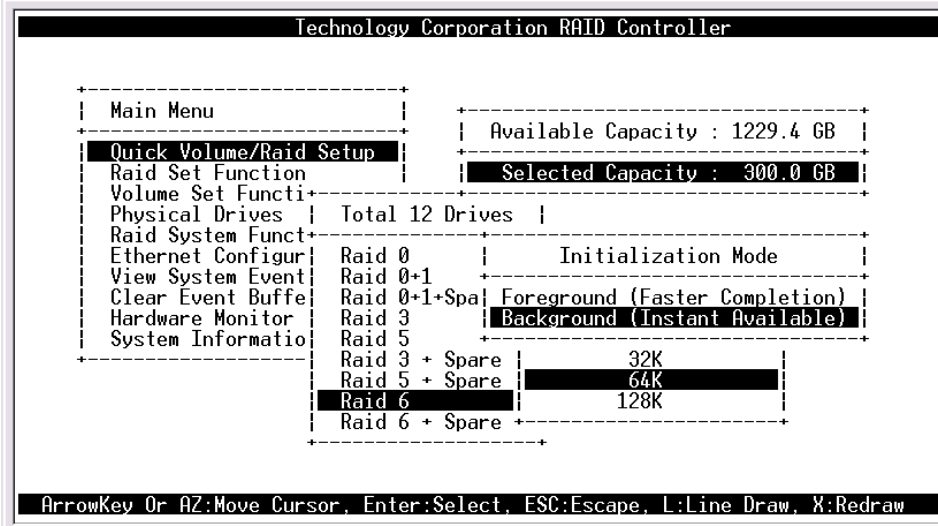 Technology Corporation RAID Controller
Main Menu
Quick Volume/Raid Setup
Raid Set Function
Volume Set Functi
Physical Drives
Raid System Funct
Ethernet Configur
View System Event
Clear Event Buffe
Hardware Monitor
System Informatio
Available Capacity : 1229.4 GB
Selected Capacity : 300.0 GB
Total 12 Drives
Raid 0
Raid 0+1
Raid 0+1+Spa
Raid 3
Raid 5
Raid 3 + Spare
Raid 5 + Spare
Raid 6
Raid 6 + Spare
Initialization Mode
Foreground (Faster Completion)
Background (Instant Available)
32K
64K
128K
ArrowKey Or AZ:Move Cursor, Enter:Select, ESC:Escape, L:Line Draw, X:Redraw